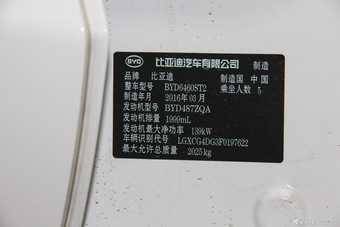 BYD 比亚迪汽车有限公司 制造
品牌 比亚迪 制造国 中国
整车型号 BYD6460ST2 乘坐人数 5
制造年月 2016年03月
发动机型号 BYD487ZQA
发动机排量 1999mL
发动机最大净功率 139kW
车辆识别代号 LGXCG4DG3F0197622
最大允许总质量 2025kg